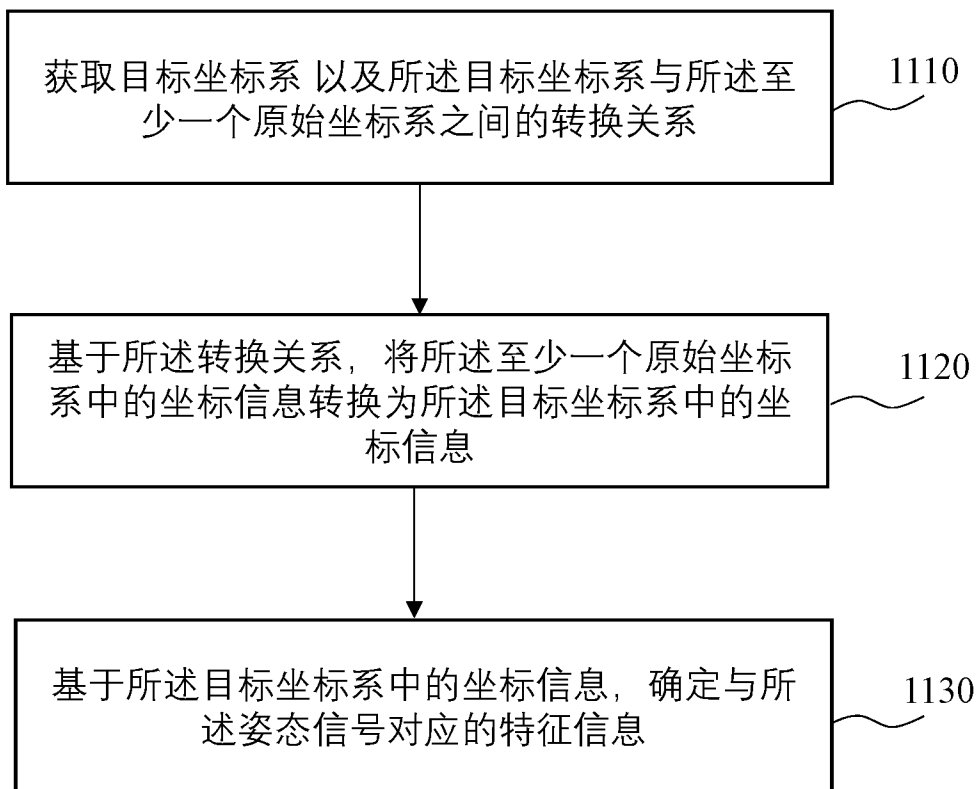 获取目标坐标系 以及所述目标坐标系与所述至
少一个原始坐标系之间的转换关系
1110
基于所述转换关系，将所述至少一个原始坐标
系中的坐标信息转换为所述目标坐标系中的坐
标信息
1120
基于所述目标坐标系中的坐标信息，确定与所
述姿态信号对应的特征信息
1130